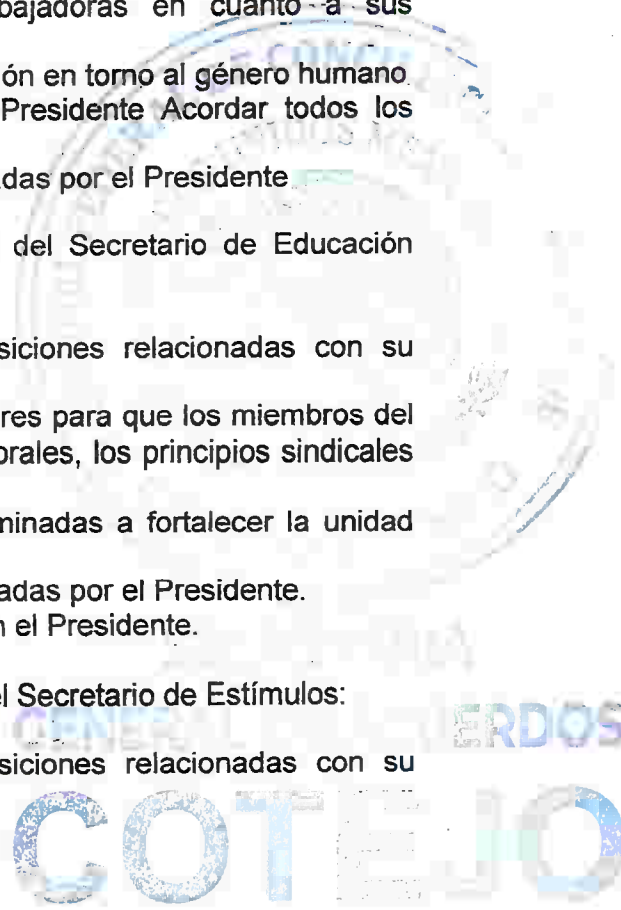 bajadoras en cuanto a sus
ón en torno al género humano
Presidente Acordar todos los
das por el Presidente
del Secretario de Educación
siciones relacionadas con su
res para que los miembros del
orales, los principios sindicales
minadas a fortalecer la unidad
adas por el Presidente.
n el Presidente.
el Secretario de Estímulos:
ERDOS
siciones relacionadas con su
COTEJO